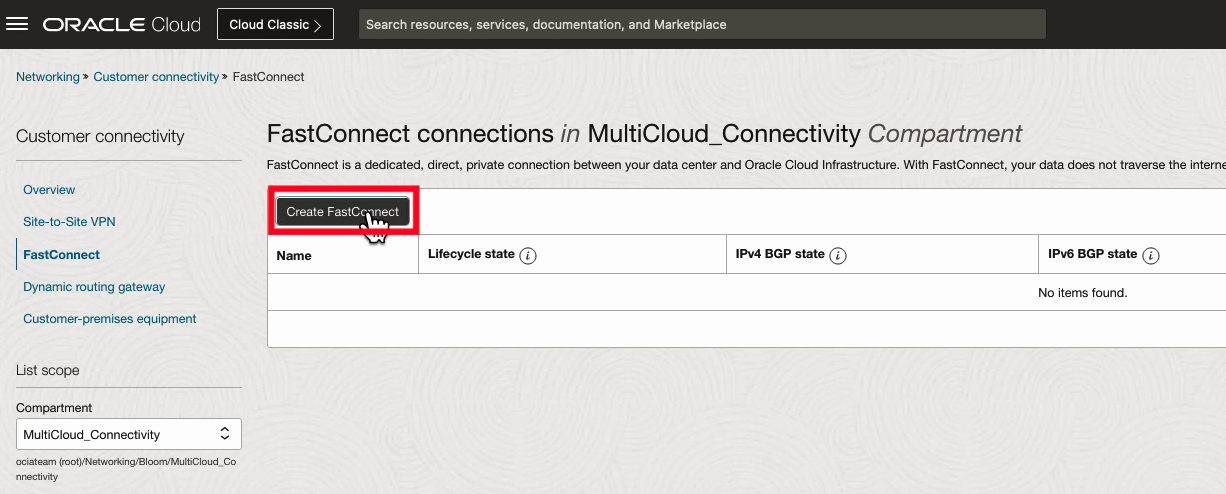 ORACLE Cloud
Cloud Classic >
Search resources, services, documentation, and Marketplace
Networking » Customer connectivity » FastConnect
Customer connectivity
Overview
Site-to-Site VPN
FastConnect
Dynamic routing gateway
Customer-premises equipment
List scope
Compartment
MultiCloud_Connectivity
ociateam (root)/Networking/Bloom/MultiCloud_Co
nnectivity
FastConnect connections in MultiCloud_Connectivity Compartment
FastConnect is a dedicated, direct, private connection between your data center and Oracle Cloud Infrastructure. With FastConnect, your data does not traverse the interne
Create FastConnect
Name Lifecycle state i IPv4 BGP state i IPv6 BGP state i
No items found.